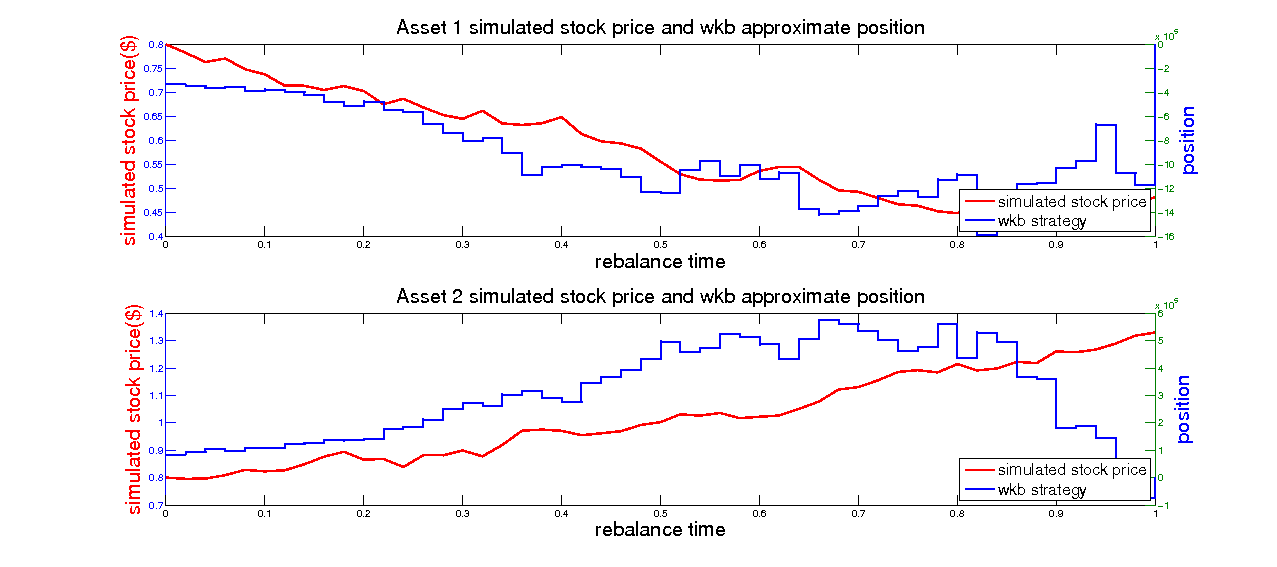 Asset 1 simulated stock price and wkb approximate position
x 10^5
simulated stock price($)
0.8
0.75
0.7
0.65
0.6
0.55
0.5
0.45
0.4
0
-2
-4
-6
-8
-10
-12
-14
-16
position
simulated stock price
wkb strategy
0 0.1 0.2 0.3 0.4 0.5 0.6 0.7 0.8 0.9 1
rebalance time
Asset 2 simulated stock price and wkb approximate position
x 10^5
simulated stock price($)
1.4
1.3
1.2
1.1
1
0.9
0.8
0.7
6
5
4
3
2
1
0
-1
position
simulated stock price
wkb strategy
0 0.1 0.2 0.3 0.4 0.5 0.6 0.7 0.8 0.9 1
rebalance time